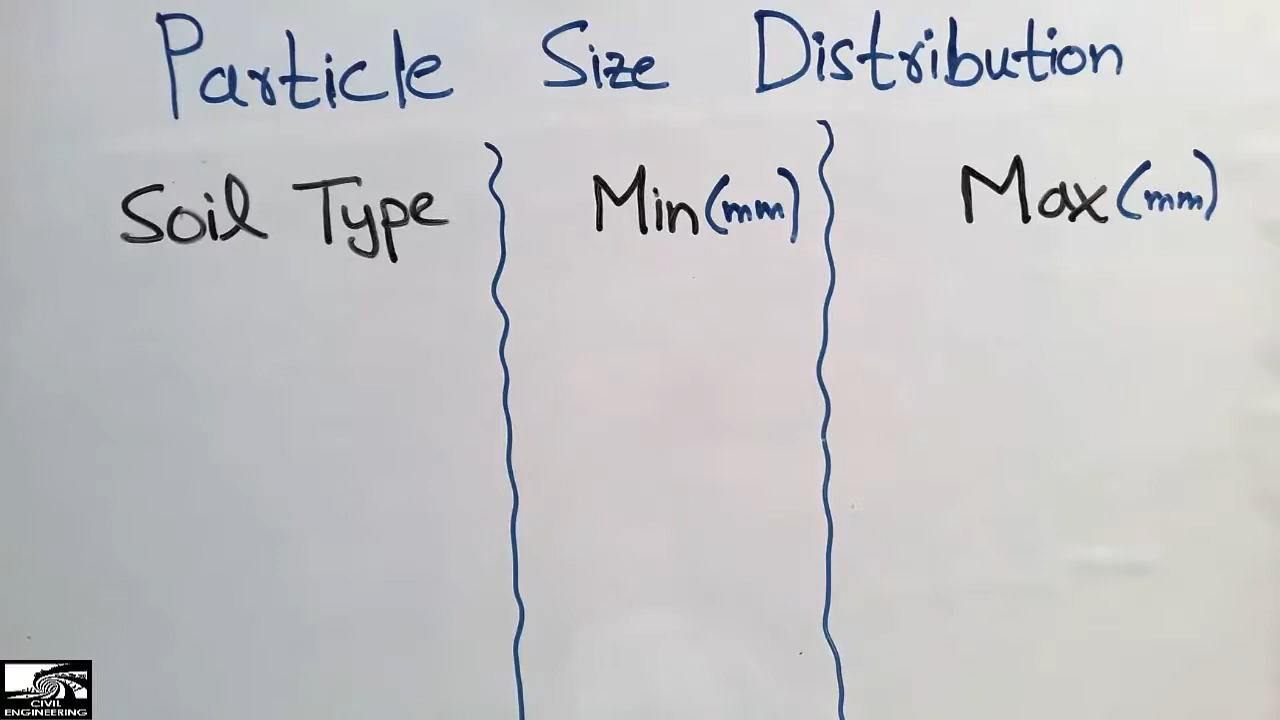 Particle Size Distribution
Soil Type Min(mm) Max(mm)
CIVIL
ENGINEERING